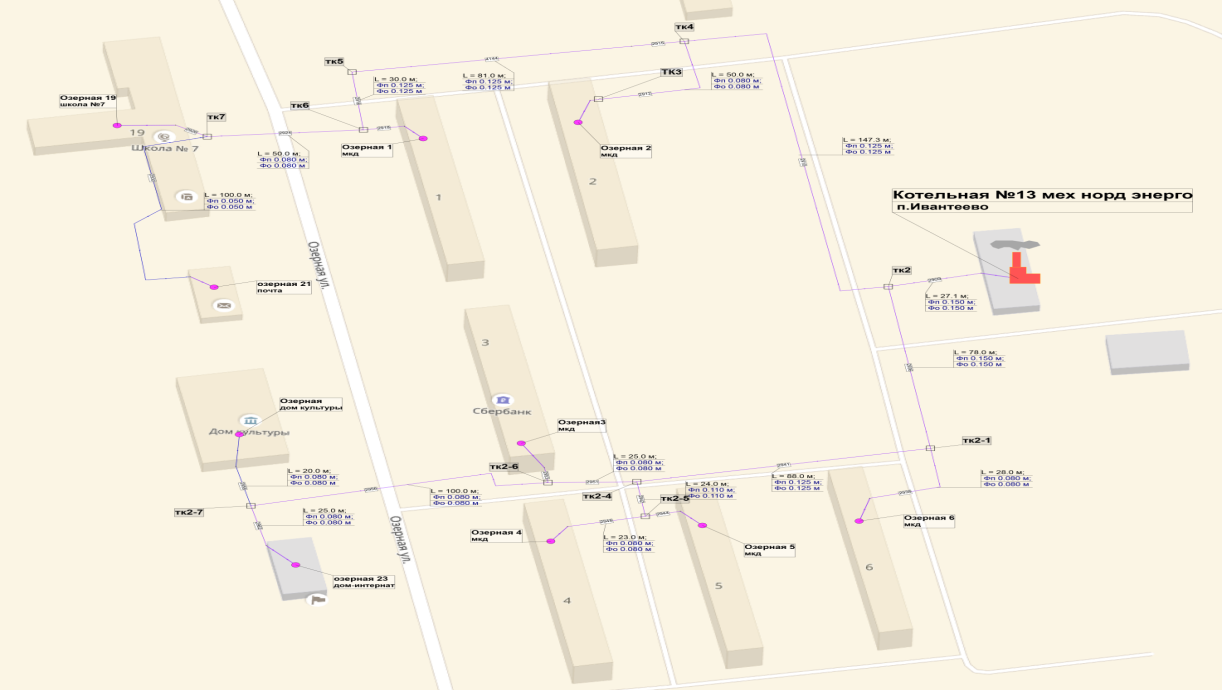 тк4
тк5
L = 30.0 м;
Фп 0.125 м;
Фо 0.125 м
L = 81.0 м;
Фп 0.125 м;
Фо 0.125 м
ТК3
L = 50.0 м;
Фп 0.080 м;
Фо 0.080 м
Озерная 19
школа №7
тк6
тк7
19
Школа № 7
L = 50.0 м;
Фп 0.080 м;
Фо 0.080 м
Озерная 1
мкд
Озерная 2
мкд
L = 147.3 м;
Фп 0.125 м;
Фо 0.125 м
1
2
L = 100.0 м;
Фп 0.050 м;
Фо 0.050 м
Котельная №13 мех норд энерго
п.Ивантеево
Озерная ул.
тк2
озерная 21
почта
L = 27.1 м;
Фп 0.150 м;
Фо 0.150 м
3
L = 78.0 м;
Фп 0.150 м;
Фо 0.150 м
Озерная
дом культуры
Сбербанк
Дом культуры
Озерная3
мкд
тк2-1
тк2-6
L = 25.0 м;
Фп 0.080 м;
Фо 0.080 м
L = 20.0 м;
Фп 0.080 м;
Фо 0.080 м
L = 100.0 м;
Фп 0.080 м;
Фо 0.080 м
тк2-4
L = 24.0 м;
Фп 0.110 м;
Фо 0.110 м
тк2-5
L = 88.0 м;
Фп 0.125 м;
Фо 0.125 м
L = 28.0 м;
Фп 0.080 м;
Фо 0.080 м
тк2-7
L = 25.0 м;
Фп 0.080 м;
Фо 0.080 м
Озерная ул.
Озерная 4
мкд
L = 23.0 м;
Фп 0.080 м;
Фо 0.080 м
Озерная 5
мкд
Озерная 6
мкд
озерная 23
дом-интернат
4
5
6